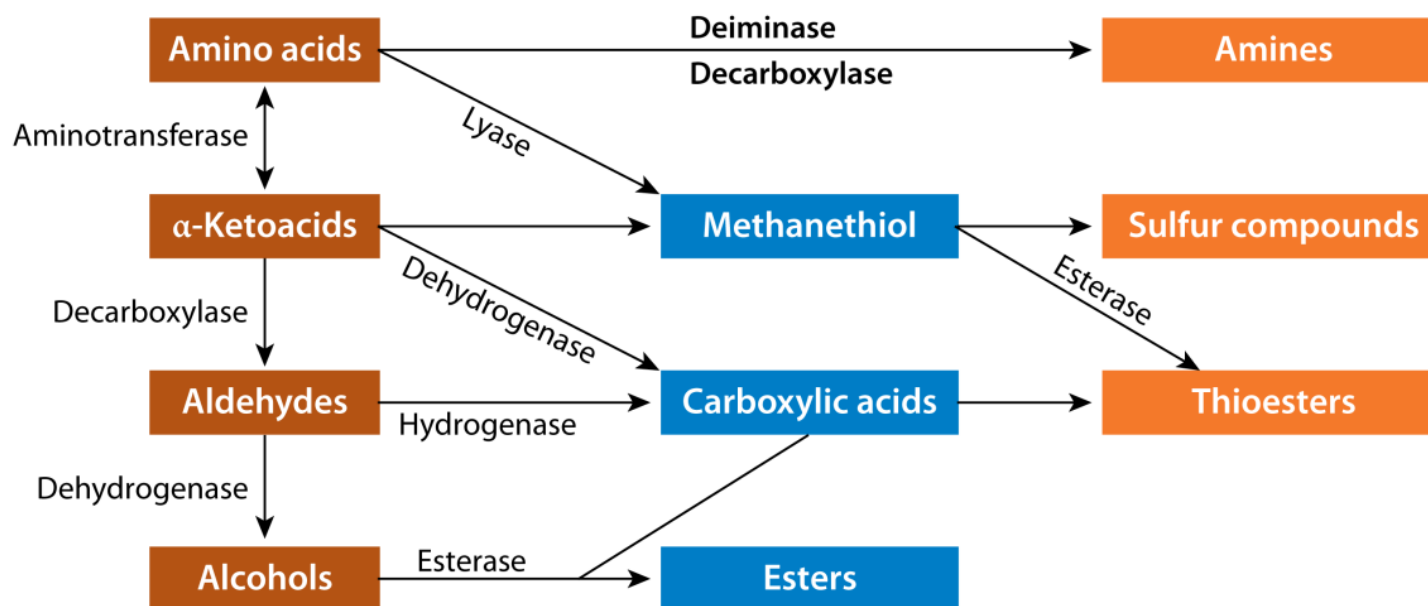 Deiminase
Amino acids
Amines
Decarboxylase
Lyase
Aminotransferase
α-Ketoacids
Methanethiol
Sulfur compounds
Dehydrogenase
Esterase
Decarboxylase
Aldehydes
Carboxylic acids
Thioesters
Hydrogenase
Dehydrogenase
Esterase
Alcohols
Esters